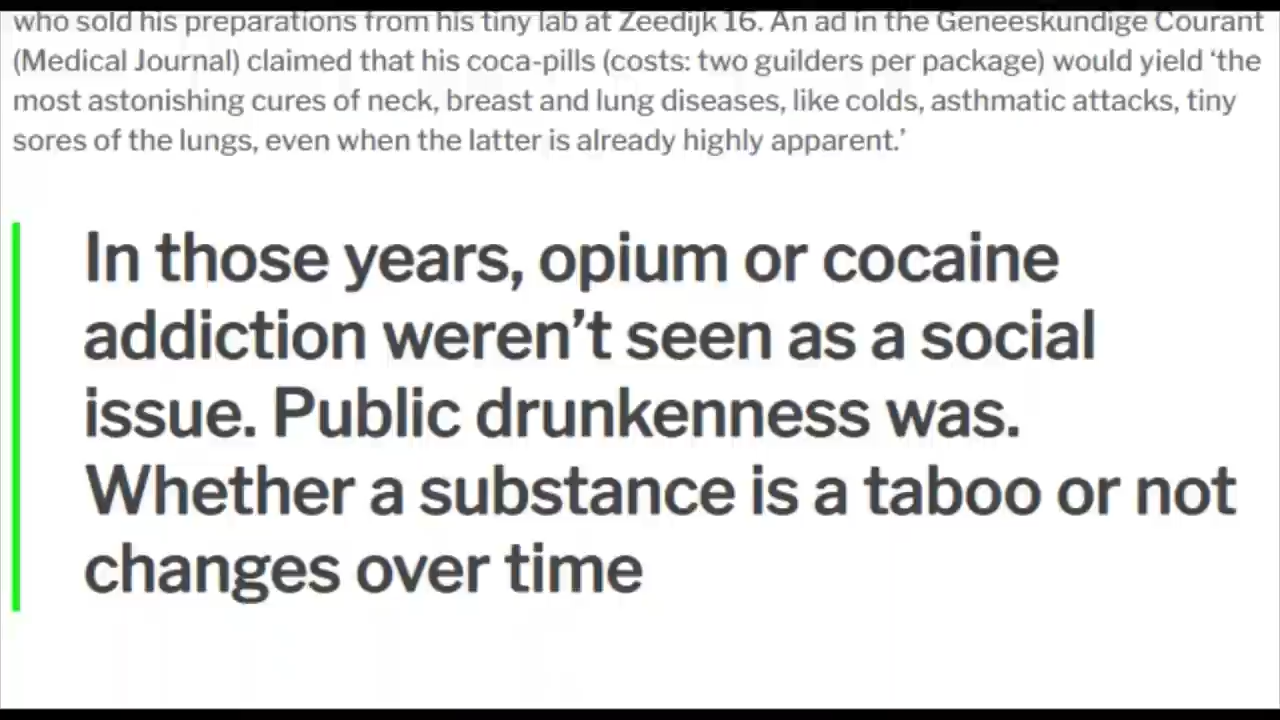 who sold his preparations from his tiny lab at Zeedijk 16. An ad in the Geneeskundige Courant
(Medical Journal) claimed that his coca-pills (costs: two guilders per package) would yield ‘the
most astonishing cures of neck, breast and lung diseases, like colds, asthmatic attacks, tiny
sores of the lungs, even when the latter is already highly apparent.’
In those years, opium or cocaine
addiction weren’t seen as a social
issue. Public drunkenness was.
Whether a substance is a taboo or not
changes over time